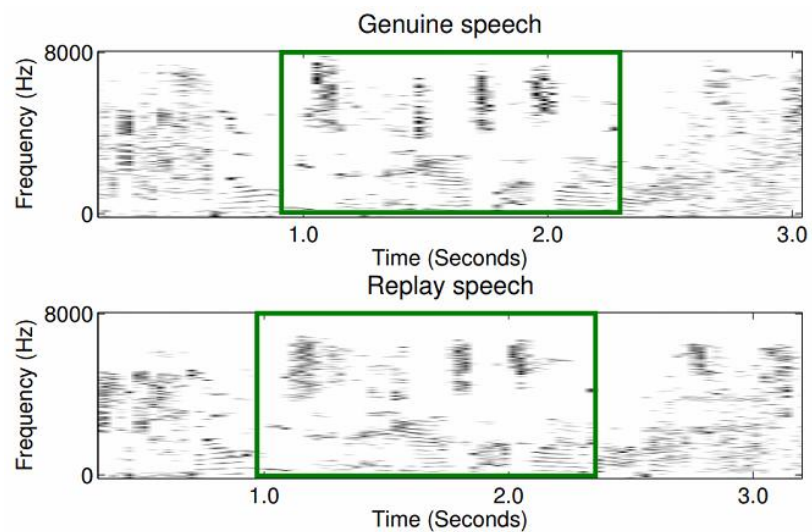 Genuine speech
8000
Frequency (Hz)
0
1.0 2.0 3.0
Time (Seconds)
Replay speech
8000
Frequency (Hz)
0
1.0 2.0 3.0
Time (Seconds)